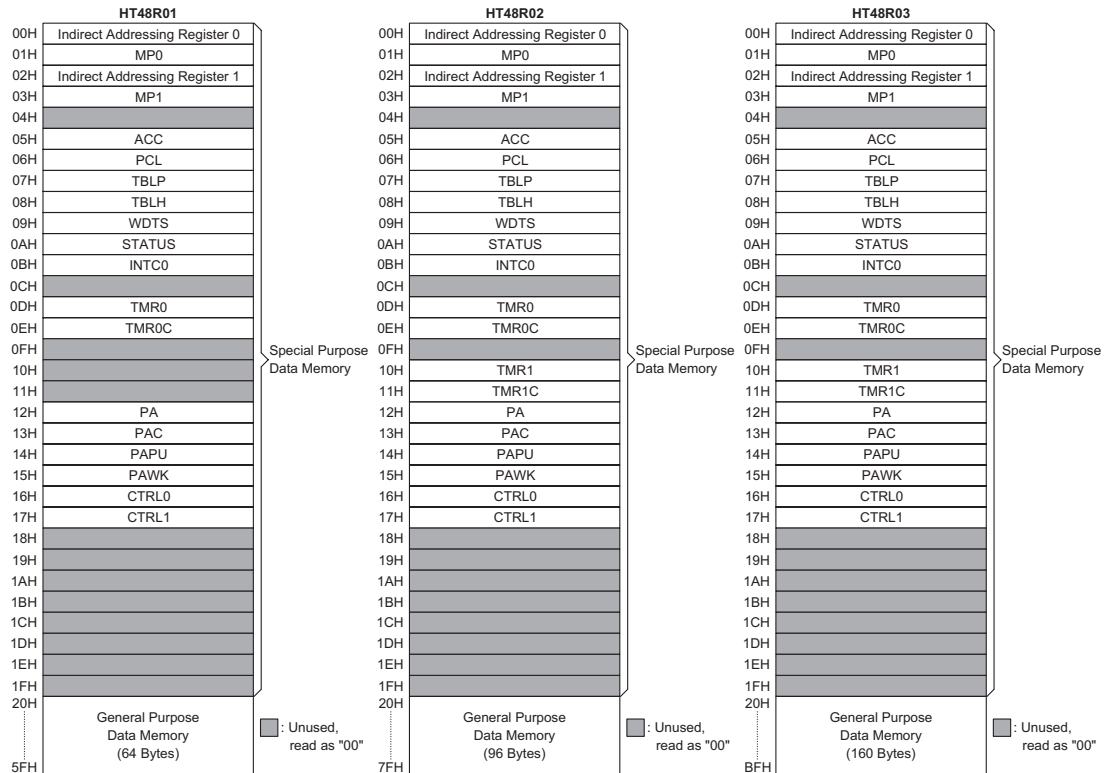 HT48R01
00H Indirect Addressing Register 0
01H MP0
02H Indirect Addressing Register 1
03H MP1
04H
05H ACC
06H PCL
07H TBLP
08H TBLH
09H WDTS
0AH STATUS
0BH INTC0
0CH
0DH TMR0
0EH TMR0C
0FH
10H
11H
12H PA
13H PAC
14H PAPU
15H PAWK
16H CTRL0
17H CTRL1
18H
19H
1AH
1BH
1CH
1DH
1EH
1FH
20H
General Purpose
Data Memory
(64 Bytes)
5FH
Special Purpose
Data Memory
: Unused,
read as "00"
HT48R02
00H Indirect Addressing Register 0
01H MP0
02H Indirect Addressing Register 1
03H MP1
04H
05H ACC
06H PCL
07H TBLP
08H TBLH
09H WDTS
0AH STATUS
0BH INTC0
0CH
0DH TMR0
0EH TMR0C
0FH
10H TMR1
11H TMR1C
12H PA
13H PAC
14H PAPU
15H PAWK
16H CTRL0
17H CTRL1
18H
19H
1AH
1BH
1CH
1DH
1EH
1FH
20H
General Purpose
Data Memory
(96 Bytes)
7FH
Special Purpose
Data Memory
: Unused,
read as "00"
HT48R03
00H Indirect Addressing Register 0
01H MP0
02H Indirect Addressing Register 1
03H MP1
04H
05H ACC
06H PCL
07H TBLP
08H TBLH
09H WDTS
0AH STATUS
0BH INTC0
0CH
0DH TMR0
0EH TMR0C
0FH
10H TMR1
11H TMR1C
12H PA
13H PAC
14H PAPU
15H PAWK
16H CTRL0
17H CTRL1
18H
19H
1AH
1BH
1CH
1DH
1EH
1FH
20H
General Purpose
Data Memory
(160 Bytes)
BFH
Special Purpose
Data Memory
: Unused,
read as "00"